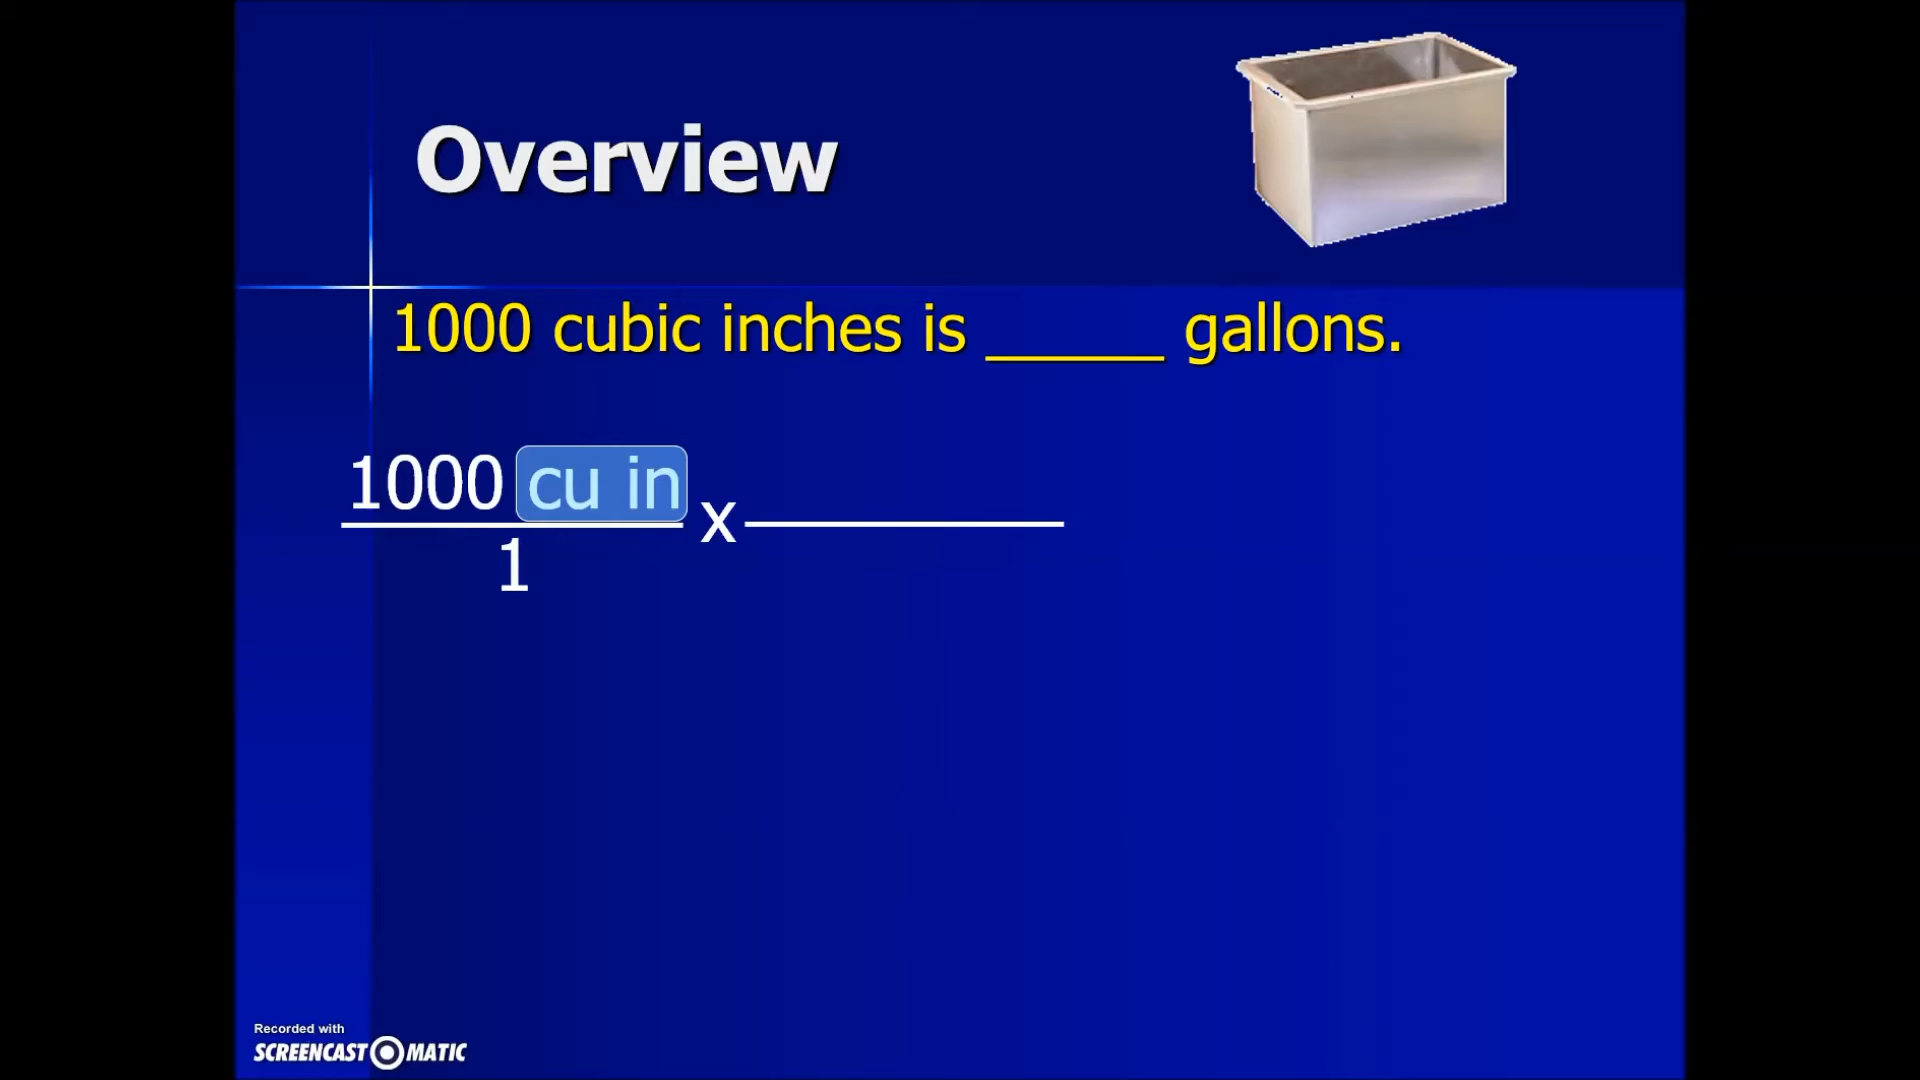 Overview
1000 cubic inches is _____ gallons.
1000 cu in
x
1
Recorded with
SCREENCAST MATIC